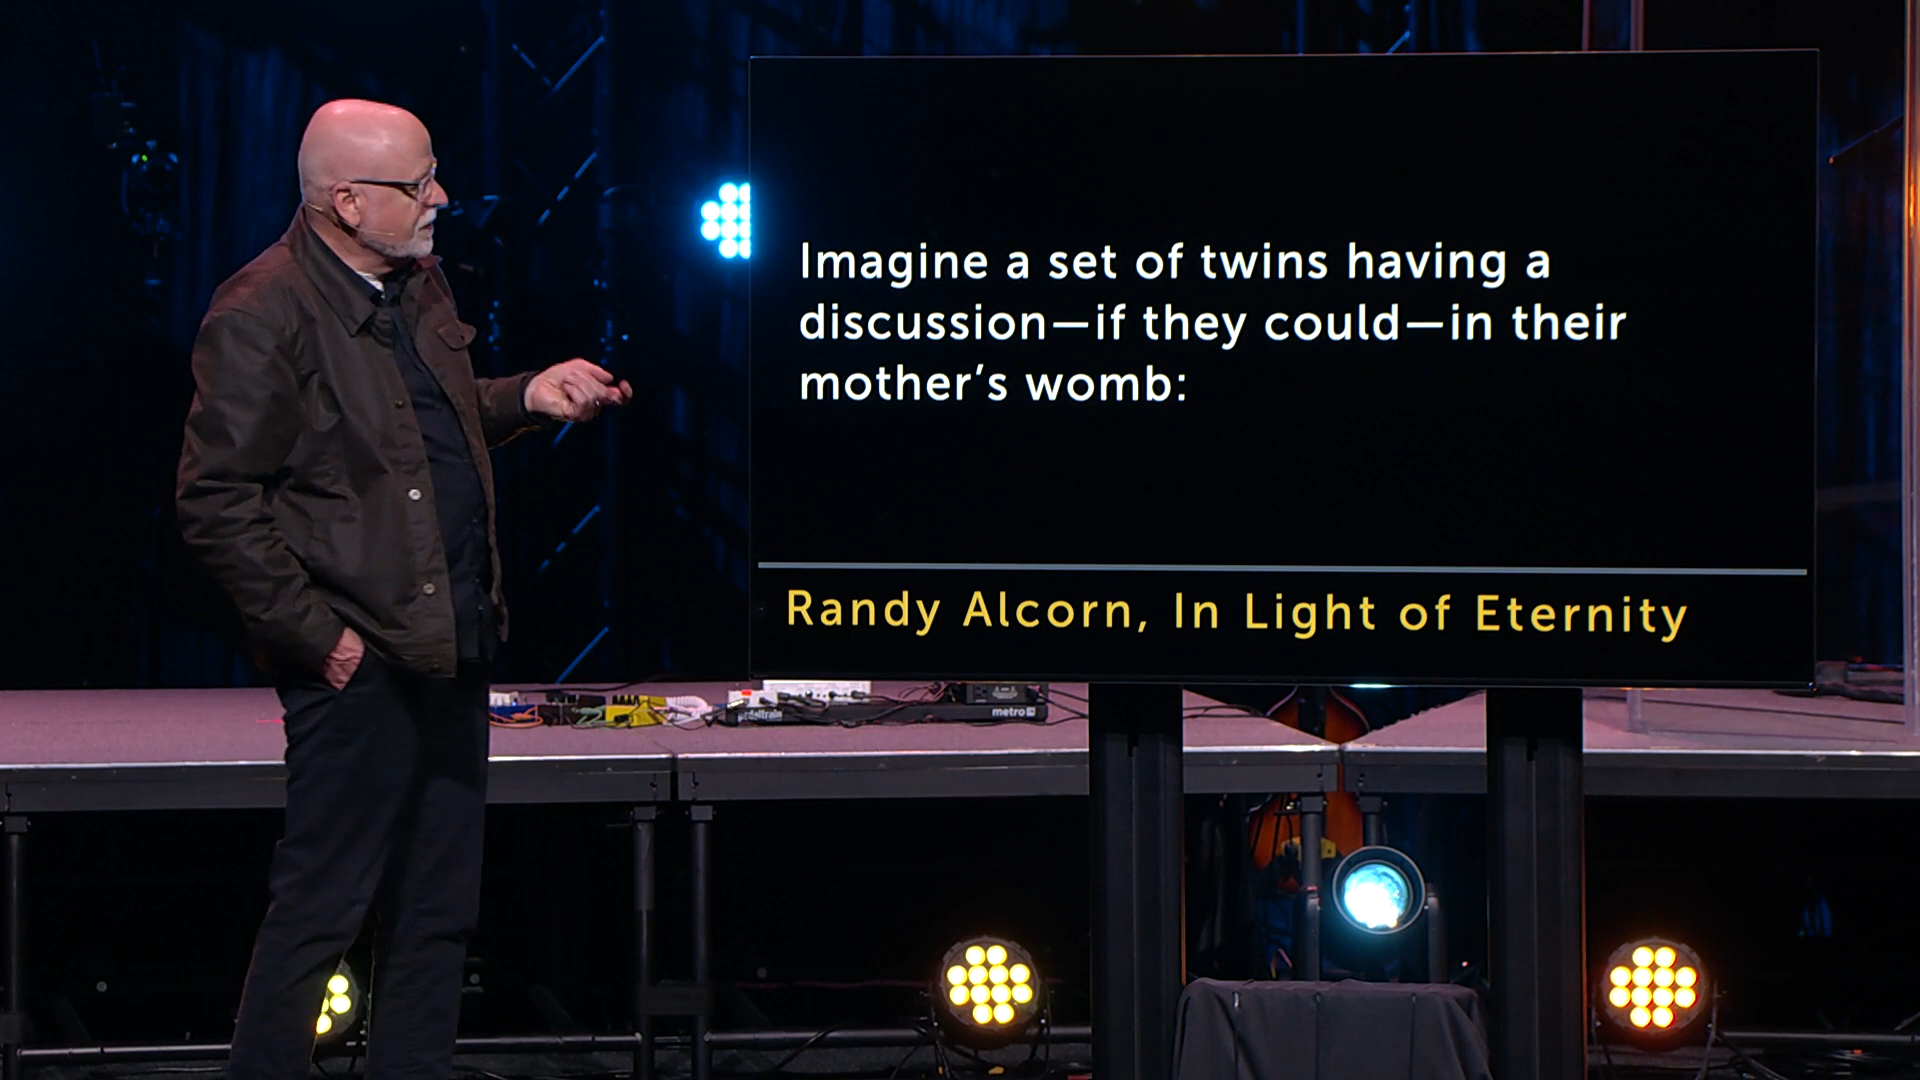 Imagine a set of twins having a
discussion—if they could—in their
mother’s womb:
Randy Alcorn, In Light of Eternity
pedaltrain
metro